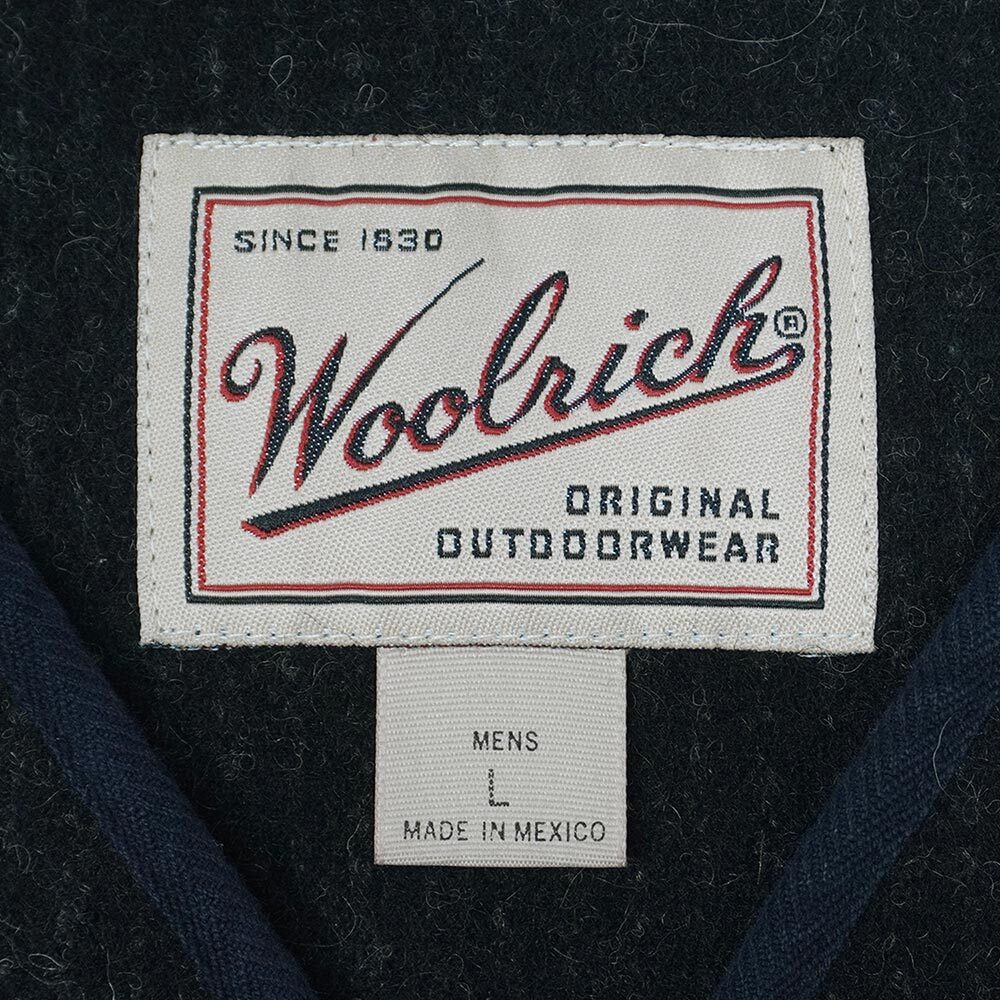 SINCE 1830
Woolrich®
ORIGINAL
OUTDOORWEAR
MENS
L
MADE IN MEXICO